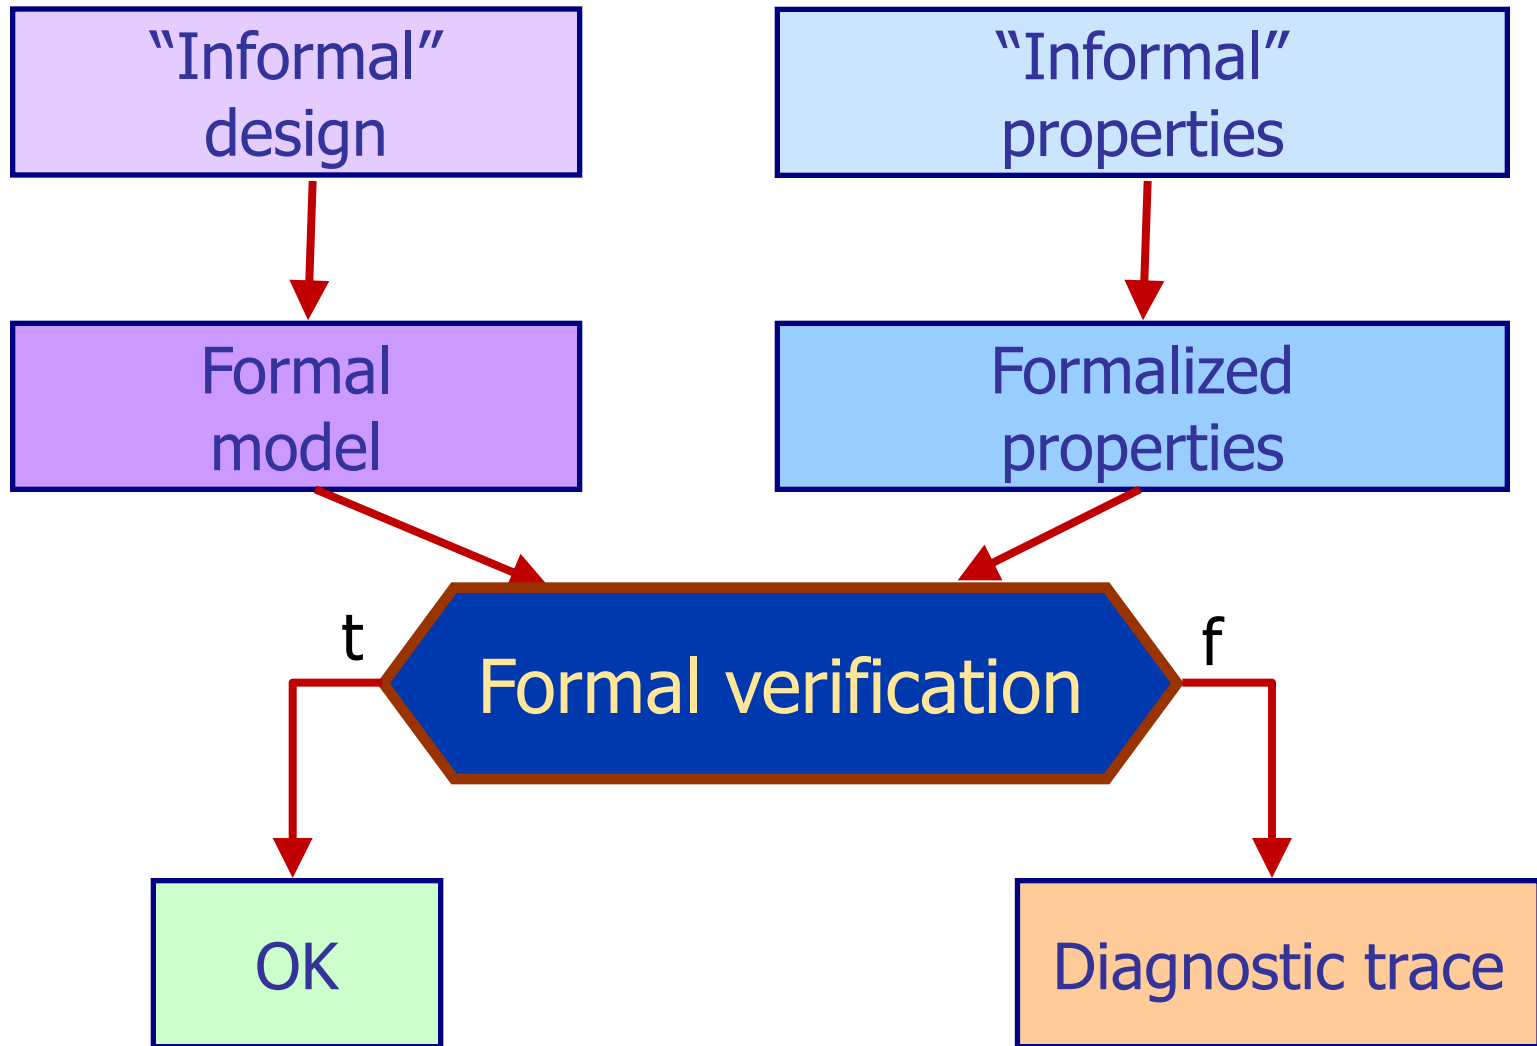 “Informal”
design
“Informal”
properties
Formal
model
Formalized
properties
t
Formal verification
f
OK
Diagnostic trace